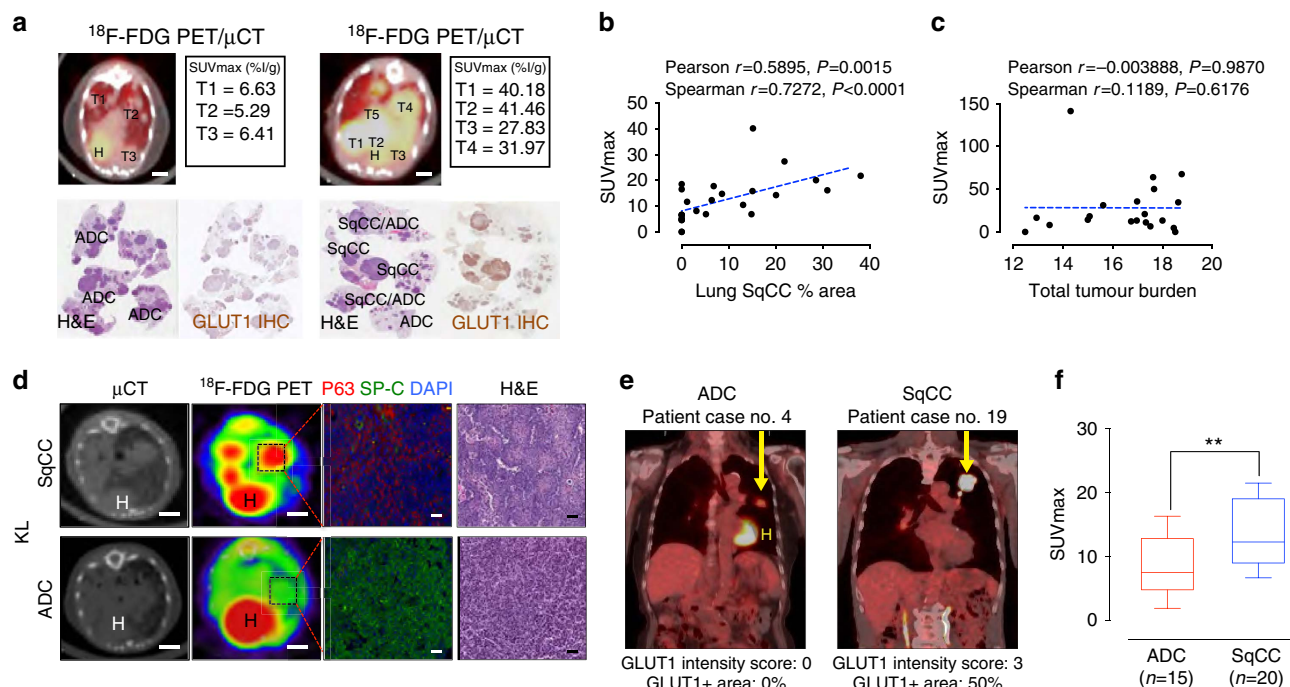 a
18F-FDG PET/μCT
SUVmax (%I/g)
T1 = 6.63
T2 =5.29
T3 = 6.41
T1
T2
H
T3
18F-FDG PET/μCT
SUVmax (%I/g)
T1 = 40.18
T2 = 41.46
T3 = 27.83
T4 = 31.97
T4
T5
T1
T2
H
T3
ADC
ADC
ADC
H&E
GLUT1 IHC
SqCC/ADC
SqCC
SqCC
SqCC/ADC
H&E
ADC
GLUT1 IHC
b
Pearson r=0.5895, P=0.0015
Spearman r=0.7272, P<0.0001
SUVmax
50
40
30
20
10
0
0
10
20
30
40
Lung SqCC % area
c
Pearson r=−0.003888, P=0.9870
Spearman r=0.1189, P=0.6176
SUVmax
150
100
50
0
12
14
16
18
20
Total tumour burden
d
μCT
18F-FDG PET
P63 SP-C DAPI
H&E
KL
SqCC
H
H
ADC
H
H
e
ADC
Patient case no. 4
H
GLUT1 intensity score: 0
GLUT1+ area: 0%
SqCC
Patient case no. 19
GLUT1 intensity score: 3
GLUT1+ area: 50%
f
SUVmax
30
20
10
0
**
ADC
(n=15)
SqCC
(n=20)